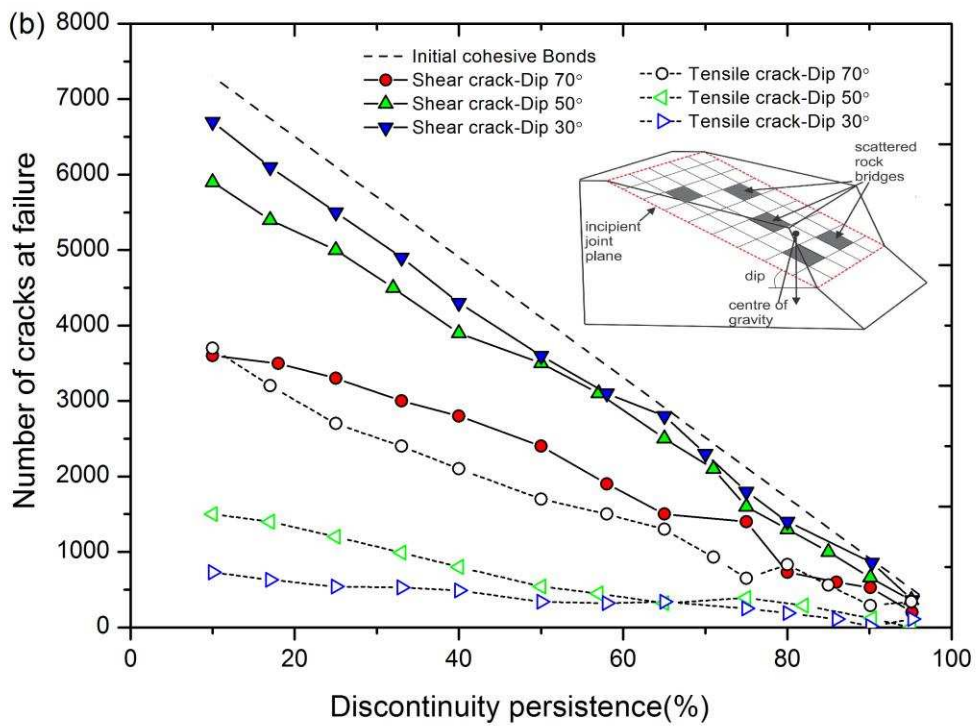 (b)
8000
7000
6000
5000
4000
3000
2000
1000
0
Number of cracks at failure
Initial cohesive Bonds
Shear crack-Dip 70°
Shear crack-Dip 50°
Shear crack-Dip 30°
Tensile crack-Dip 70°
Tensile crack-Dip 50°
Tensile crack-Dip 30°
scattered
rock
bridges
incipient
joint
plane
dip
centre of
gravity
0 20 40 60 80 100
Discontinuity persistence(%)